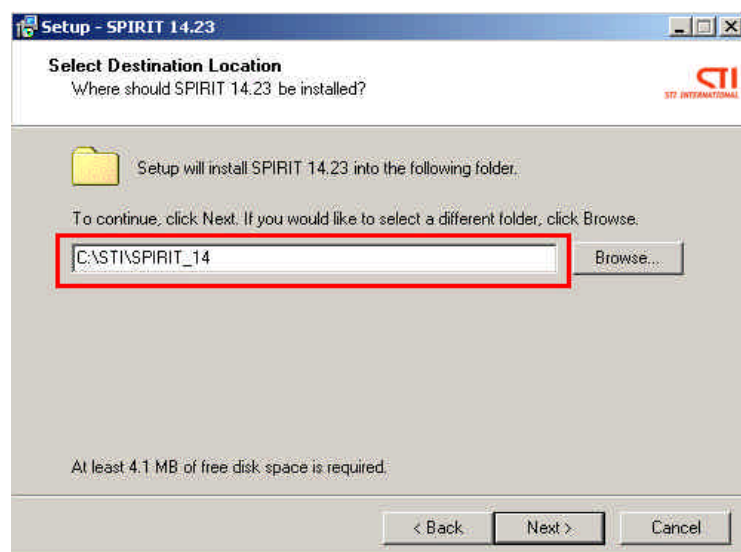 Setup - SPIRIT 14.23
Select Destination Location
Where should SPIRIT 14.23 be installed?
STI
STI INTERNATIONAL
Setup will install SPIRIT 14.23 into the following folder.
To continue, click Next. If you would like to select a different folder, click Browse.
C:\STI\SPIRIT_14
Browse...
At least 4.1 MB of free disk space is required.
< Back
Next >
Cancel